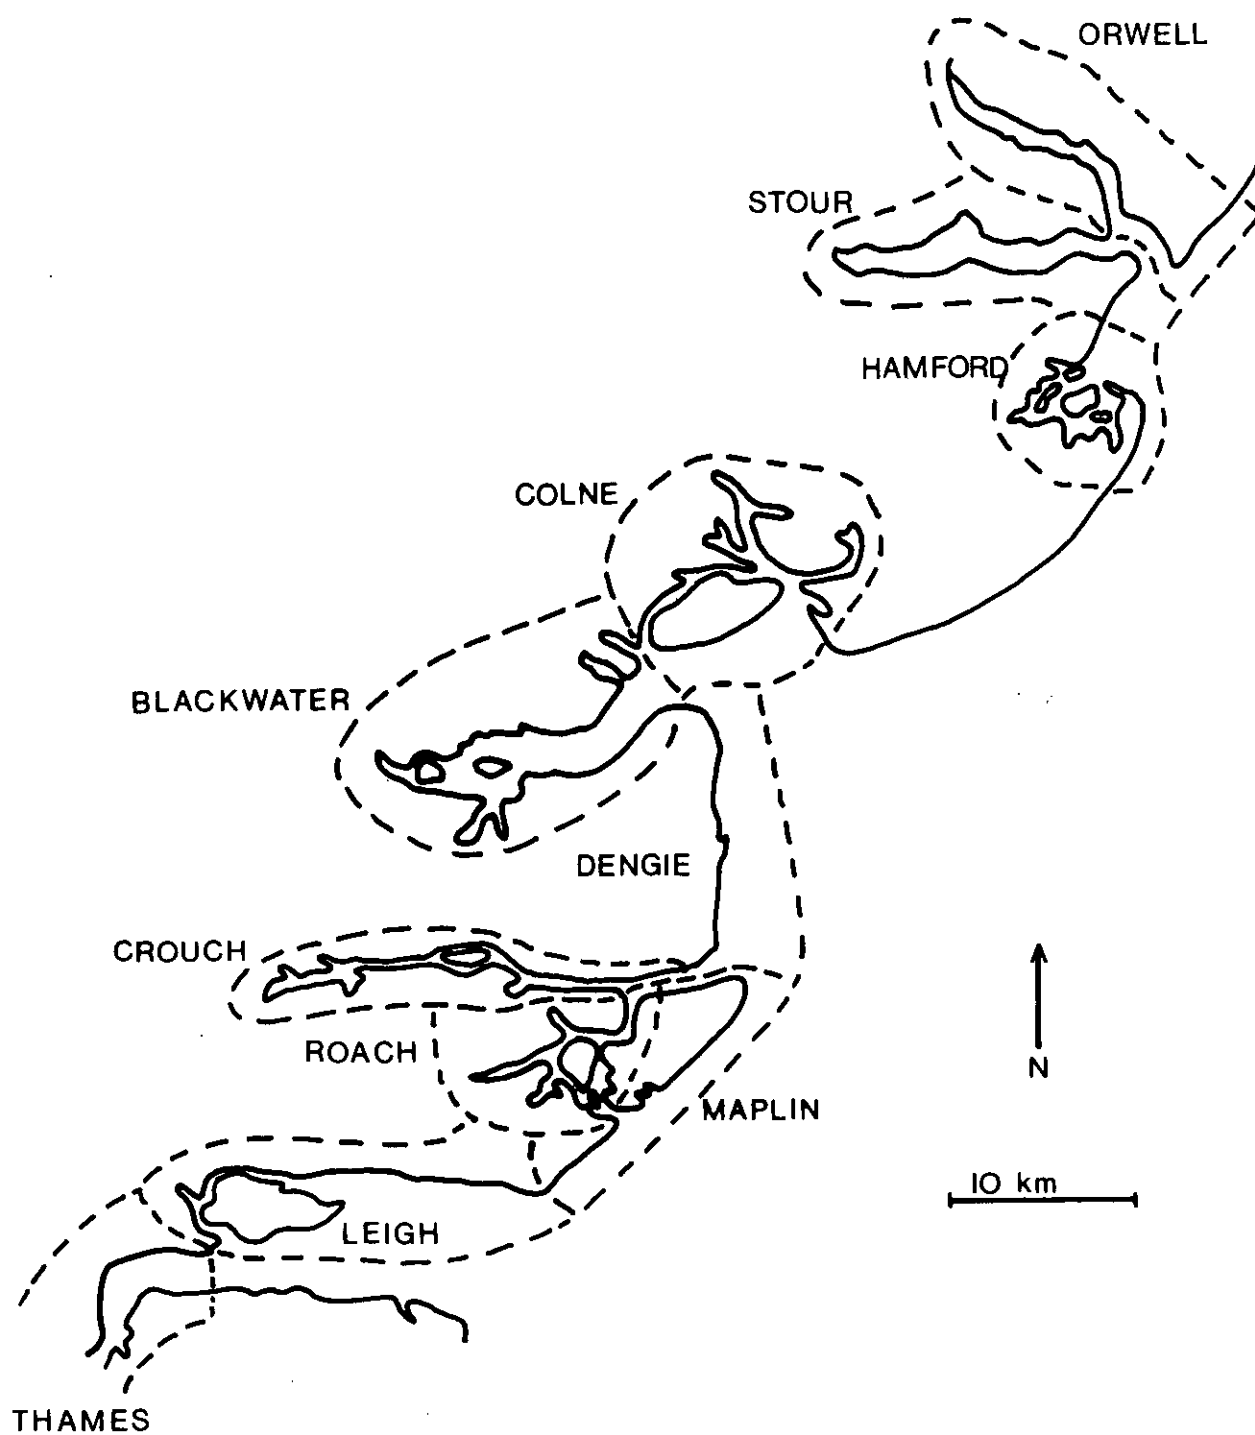 ORWELL
STOUR
HAMFORD
COLNE
BLACKWATER
DENGIE
CROUCH
ROACH
N
MAPLIN
10 km
LEIGH
THAMES